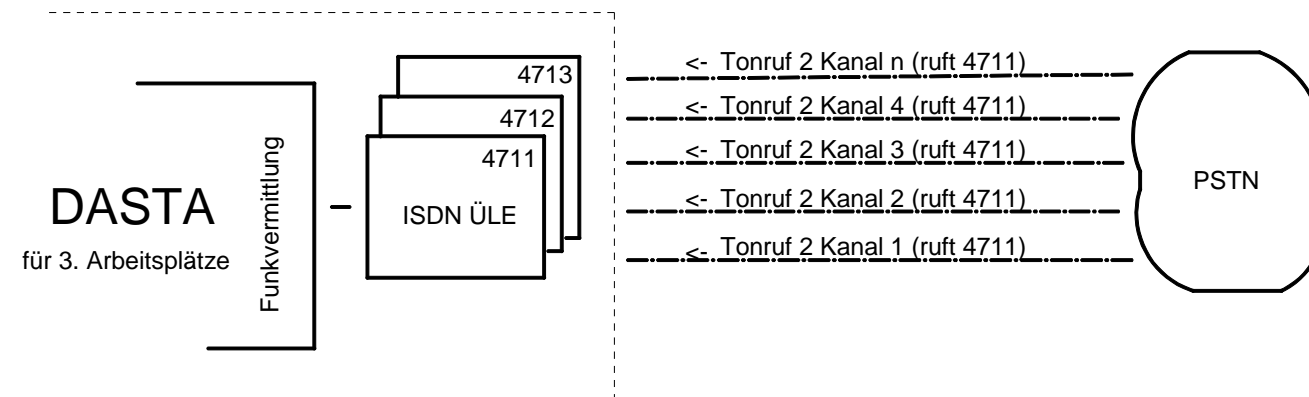 DASTA
für 3. Arbeitsplätze
Funkvermittlung
4713
4712
4711
ISDN ÜLE
<- Tonruf 2 Kanal n (ruft 4711)
<- Tonruf 2 Kanal 4 (ruft 4711)
<- Tonruf 2 Kanal 3 (ruft 4711)
<- Tonruf 2 Kanal 2 (ruft 4711)
<- Tonruf 2 Kanal 1 (ruft 4711)
PSTN